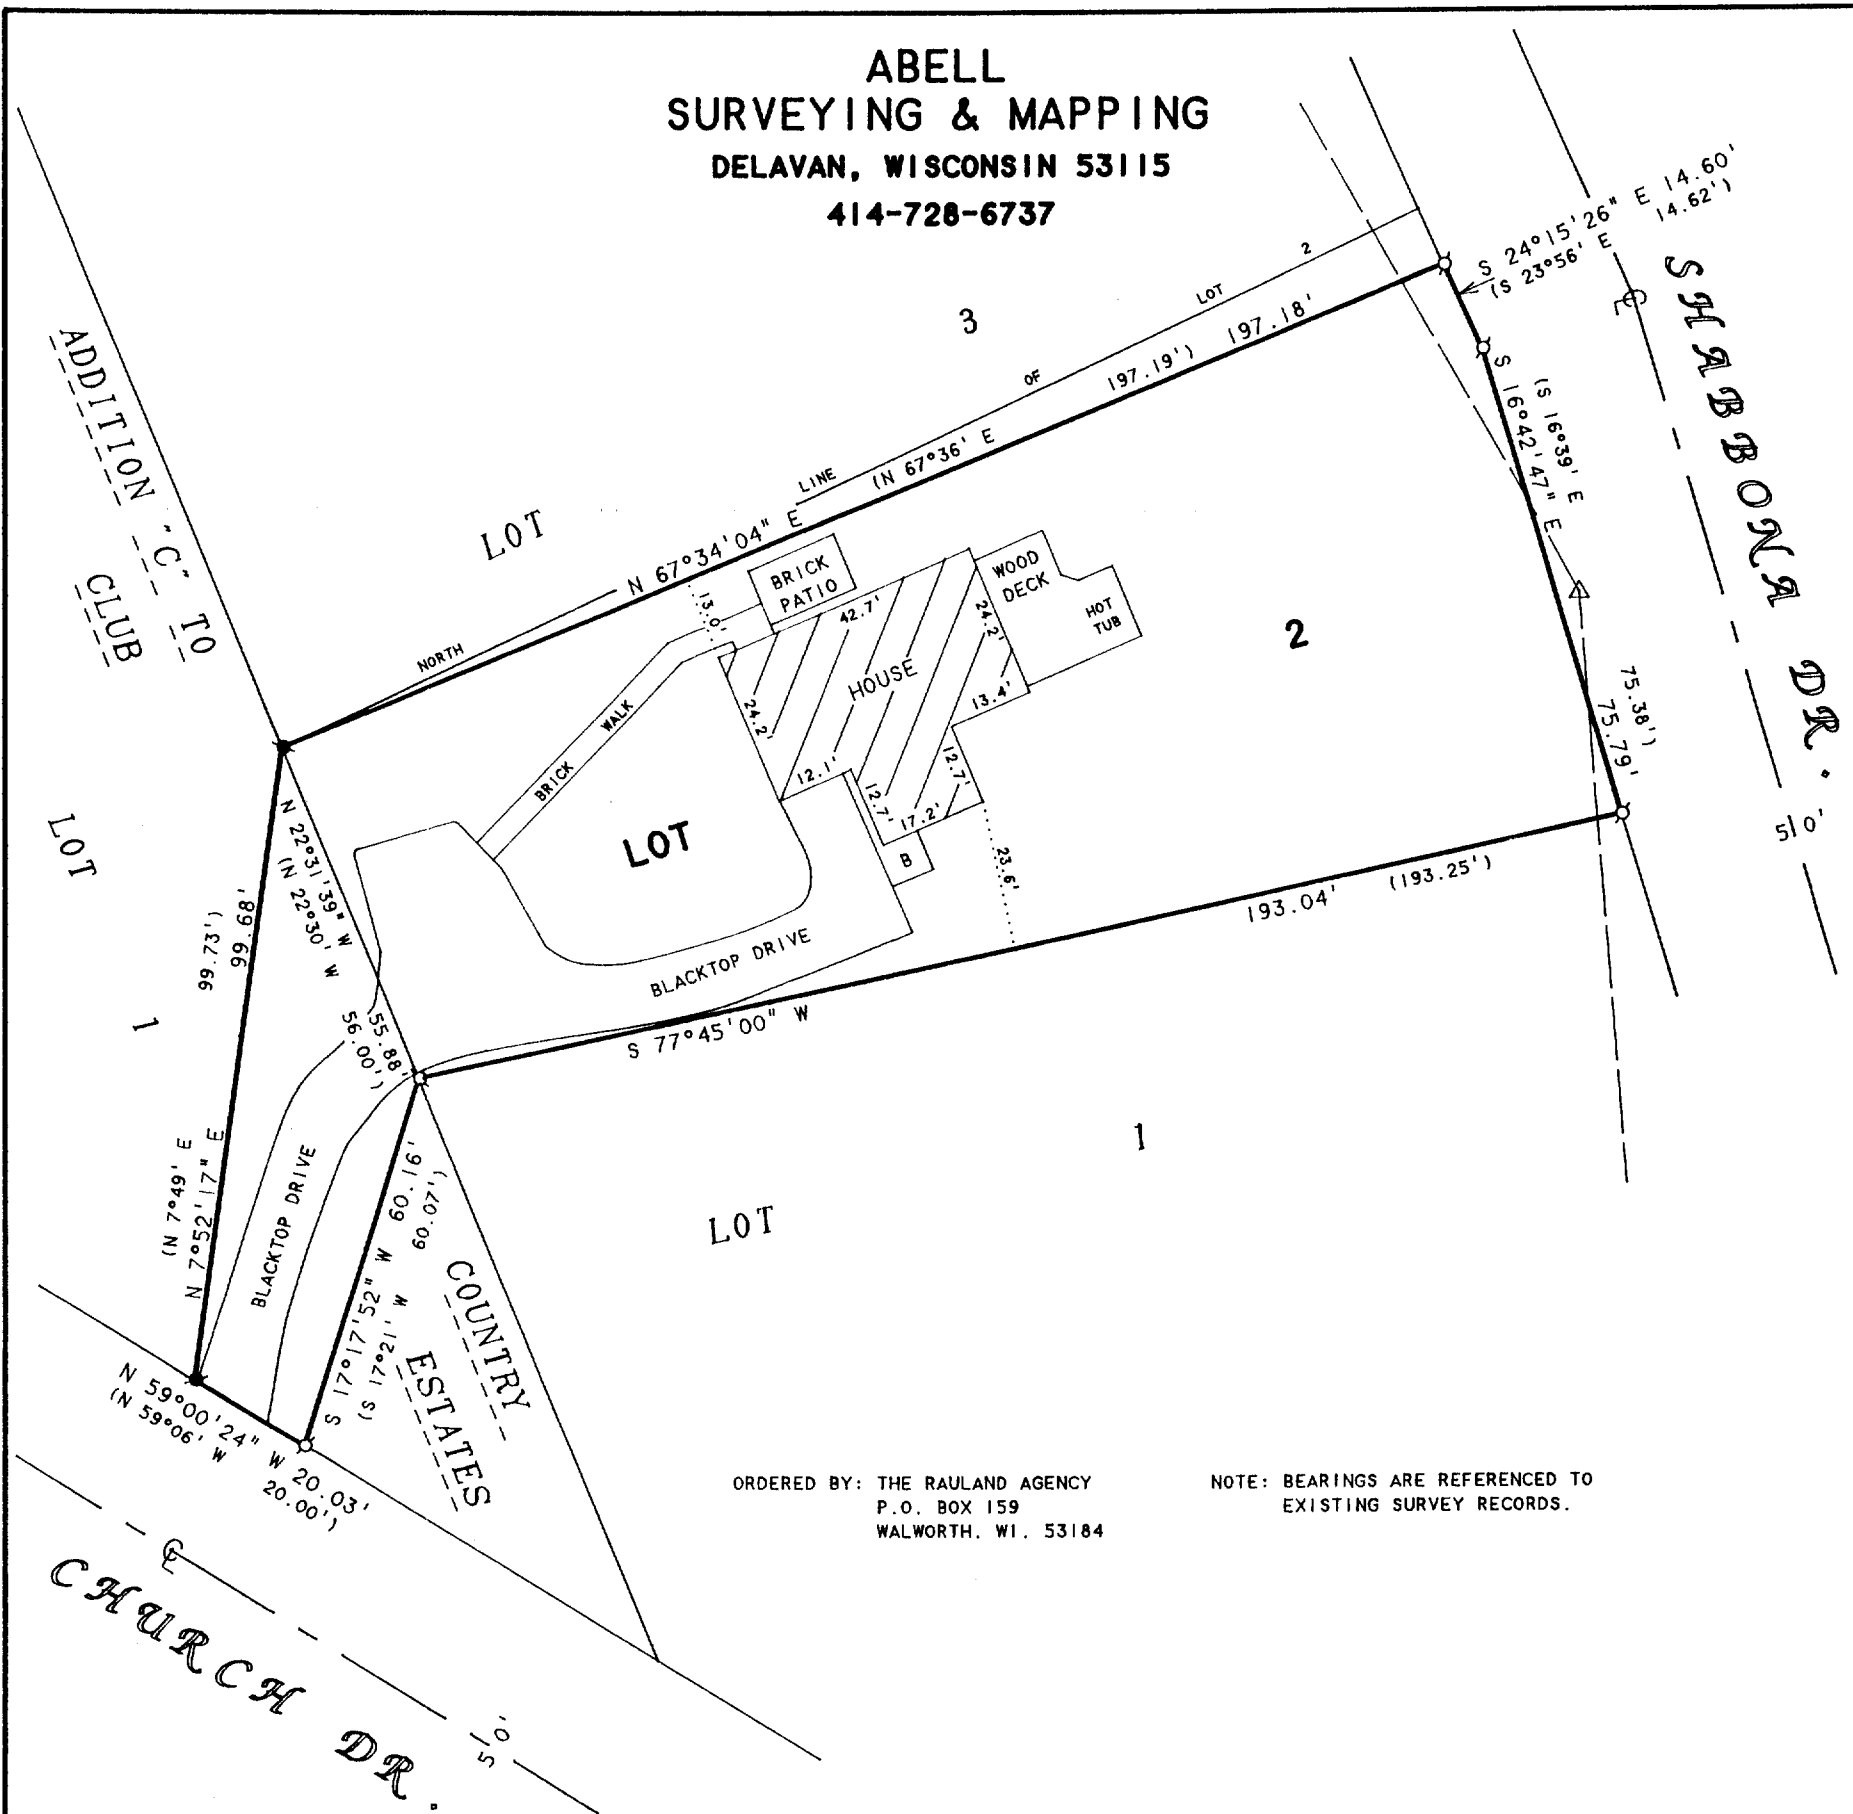 ABELL
SURVEYING & MAPPING
DELAVAN, WISCONSIN 53115
414-728-6737
S 24°15'26" E 14.60'
(S 23°56' E 14.62')
SHABBONA DR.
3
LOT
NORTH LINE OF LOT 2
(N 67°36' E 197.19')
N 67°34'04" E 197.18'
(S 16°39' E 75.38')
S 16°42'47" E 75.79'
50'
ADDITION "C" TO
CLUB
COUNTRY
ESTATES
BRICK
PATIO
WOOD
DECK
HOT
TUB
13.0'
42.7'
24.2'
HOUSE
24.2'
13.4'
12.1'
12.7'
12.7'
17.2'
B
23.6'
BRICK WALK
LOT
2
BLACKTOP DRIVE
193.04' (193.25')
S 77°45'00" W
LOT
1
N 22°31'39" W 55.88'
(N 22°30' W 56.00')
(N 7°49' E 99.73')
N 7°52'17" E 99.68'
BLACKTOP DRIVE
S 17°17'52" W 60.16'
(S 17°21' W 60.07')
LOT
1
N 59°00'24" W 20.03'
(N 59°06' W 20.00')
CHURCH DR.
50'
ORDERED BY: THE RAULAND AGENCY
P.O. BOX 159
WALWORTH, WI. 53184
NOTE: BEARINGS ARE REFERENCED TO
EXISTING SURVEY RECORDS.